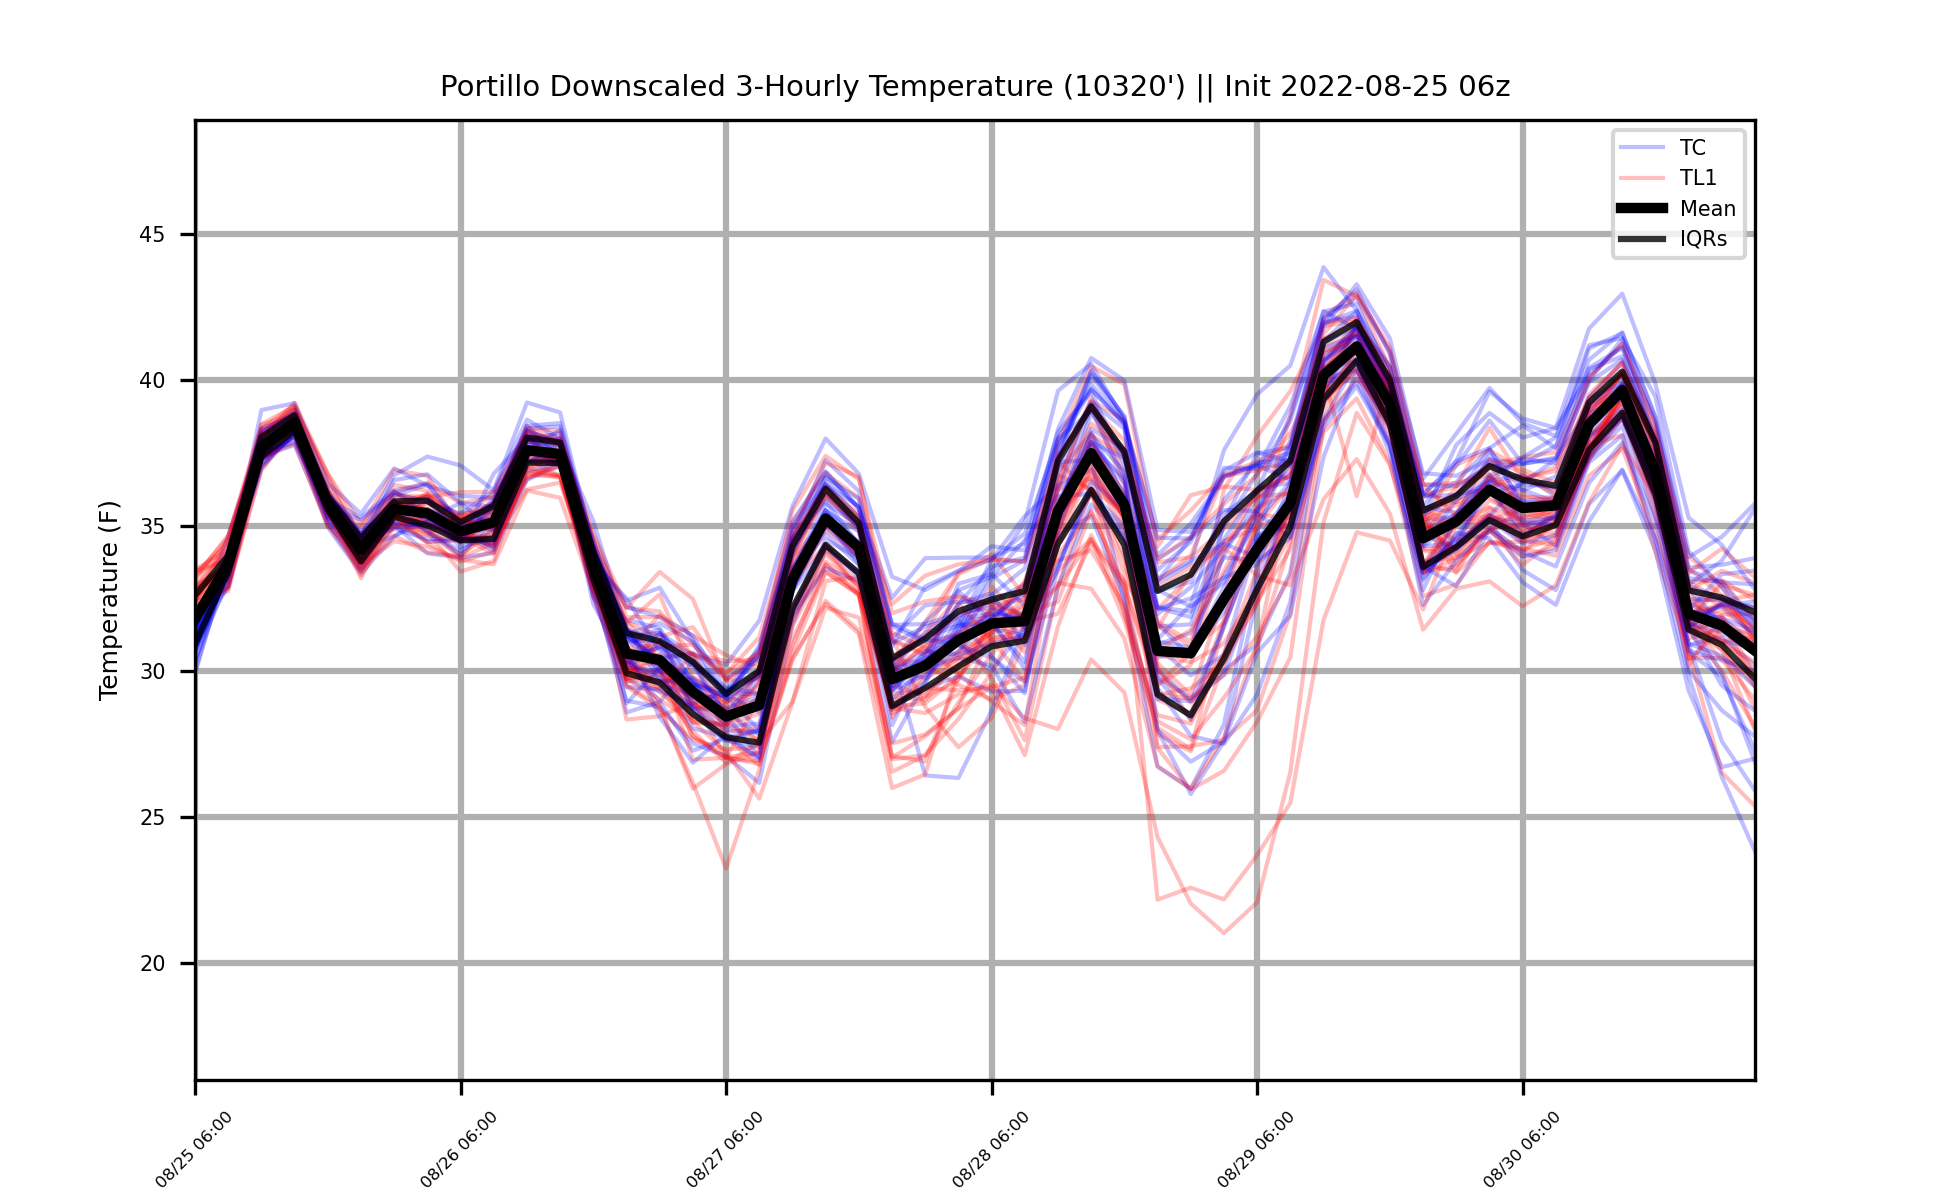 Portillo Downscaled 3-Hourly Temperature (10320') || Init 2022-08-25 06z
TC
TL1
Mean
IQRs
Temperature (F)
45
40
35
30
25
20
08/25 06:00
08/26 06:00
08/27 06:00
08/28 06:00
08/29 06:00
08/30 06:00